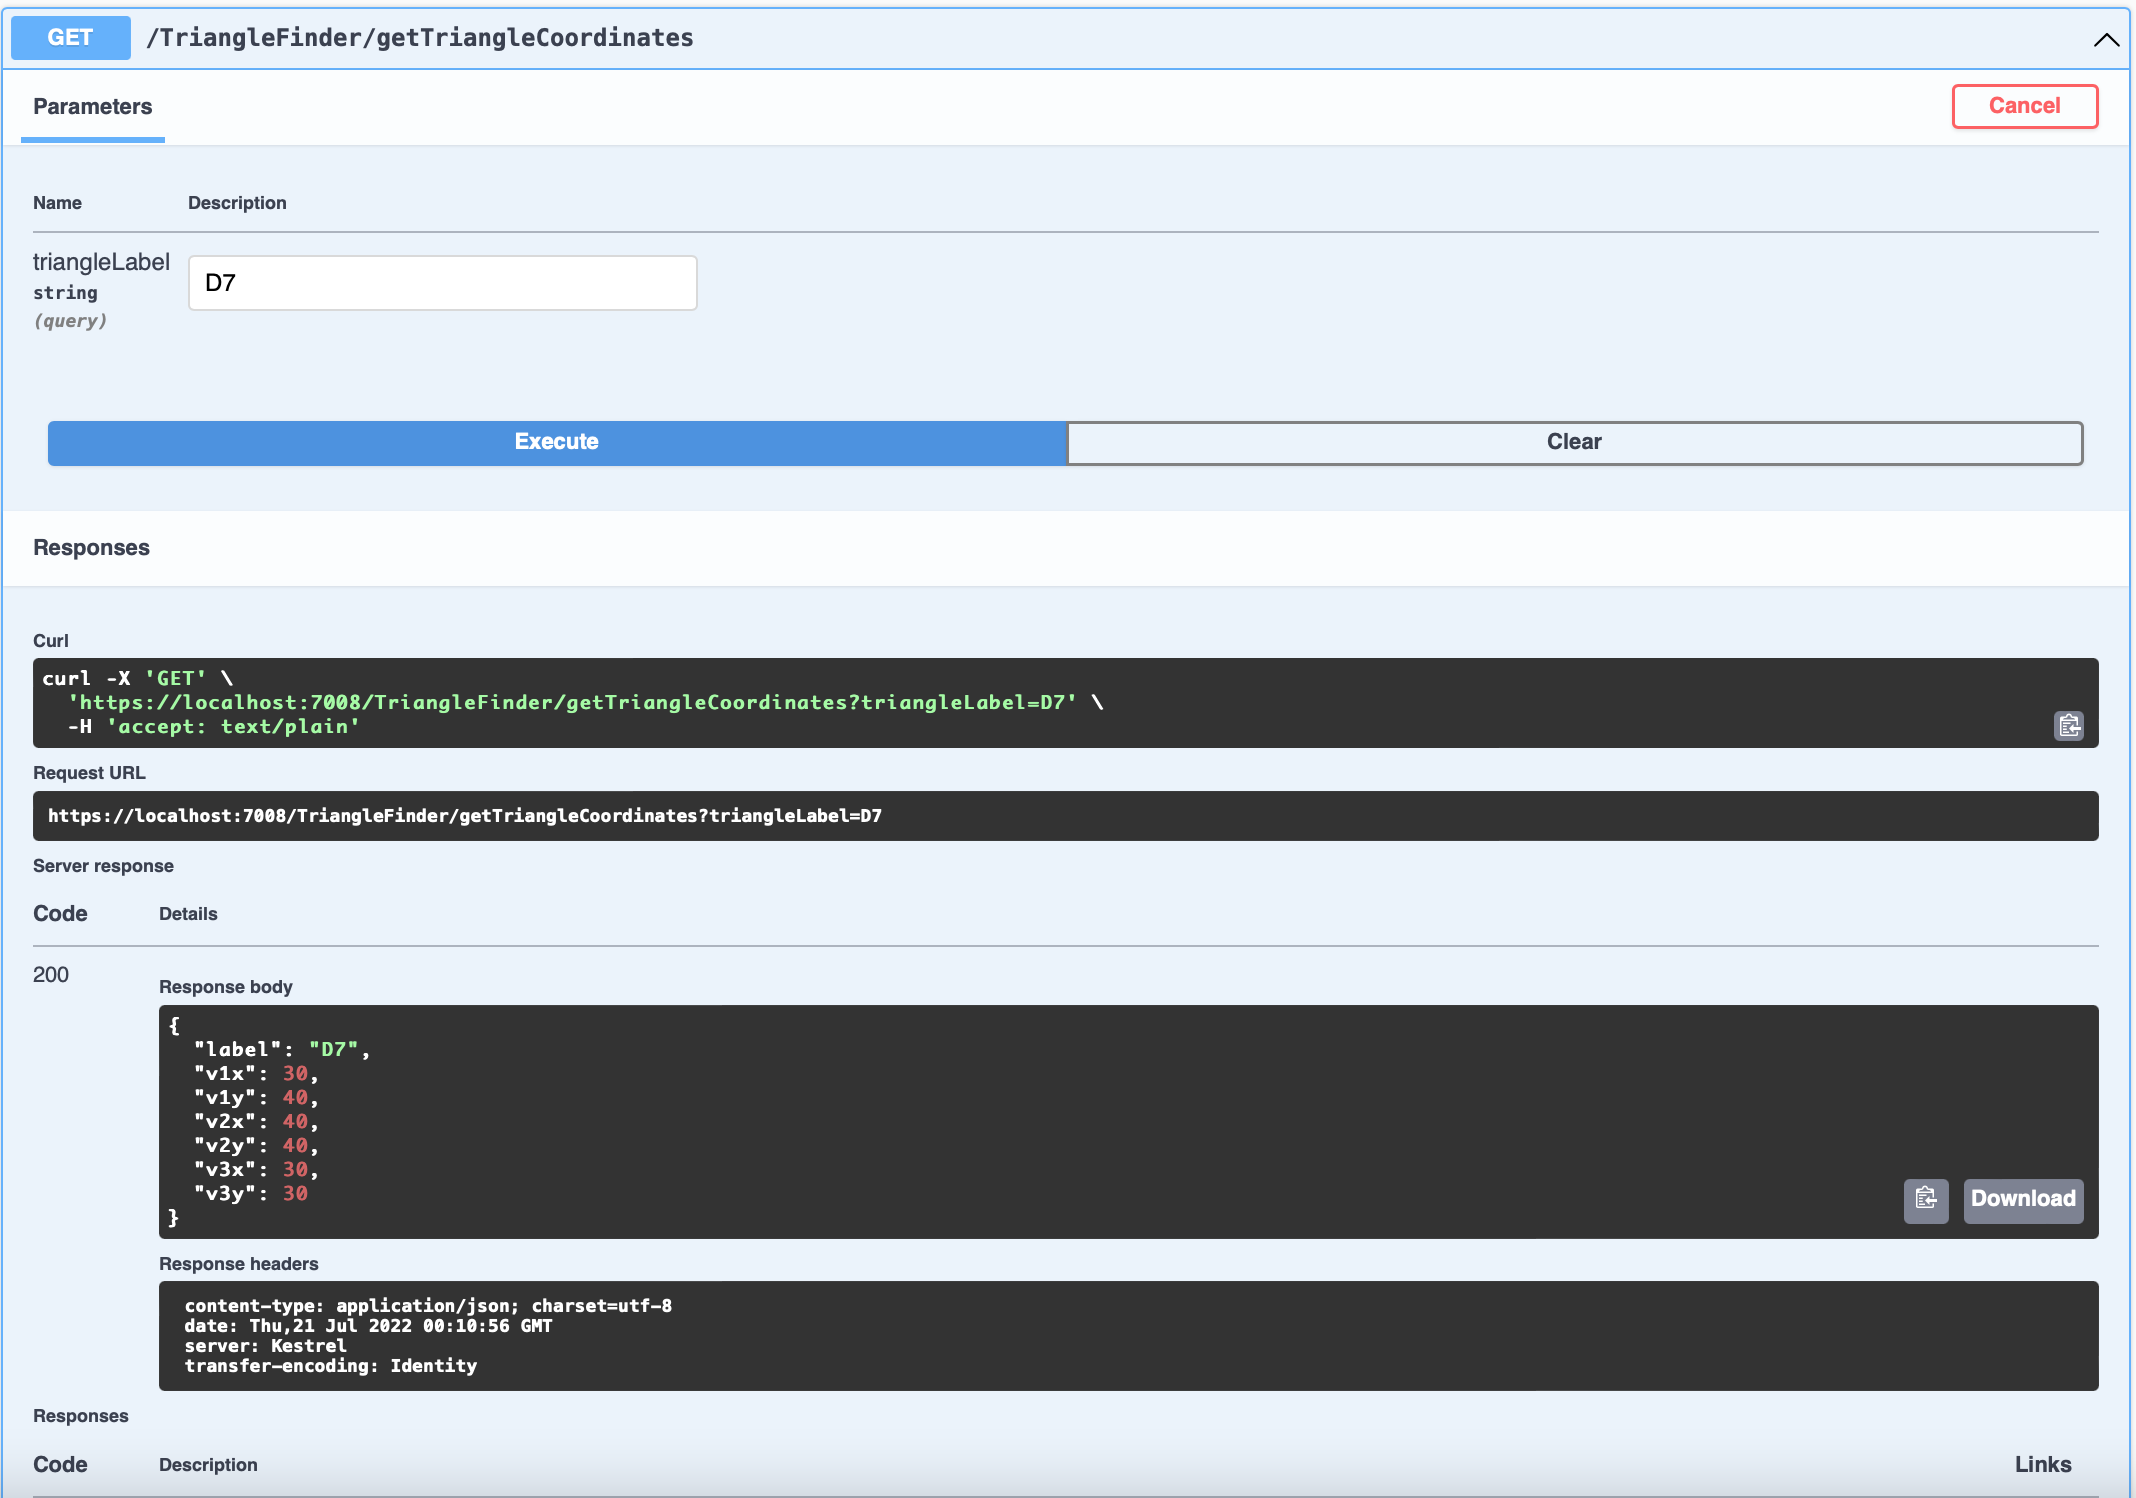 GET /TriangleFinder/getTriangleCoordinates
Parameters
Cancel
Name Description
triangleLabel
string
(query)
D7
Execute
Clear
Responses
Curl
curl -X 'GET' \
  'https://localhost:7008/TriangleFinder/getTriangleCoordinates?triangleLabel=D7' \
  -H 'accept: text/plain'
Request URL
https://localhost:7008/TriangleFinder/getTriangleCoordinates?triangleLabel=D7
Server response
Code Details
200
Response body
{
  "label": "D7",
  "v1x": 30,
  "v1y": 40,
  "v2x": 40,
  "v2y": 40,
  "v3x": 30,
  "v3y": 30
}
Download
Response headers
content-type: application/json; charset=utf-8
date: Thu,21 Jul 2022 00:10:56 GMT
server: Kestrel
transfer-encoding: Identity
Responses
Code Description Links